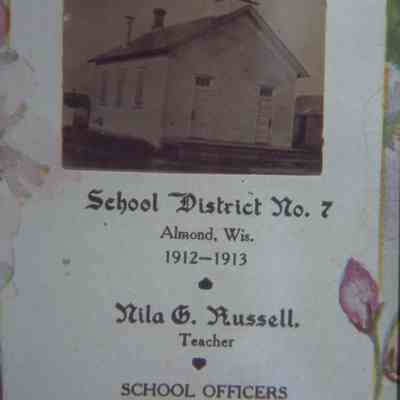 School District No. 7
Almond, Wis.
1912—1913
Nila G. Russell.
Teacher
SCHOOL OFFICERS